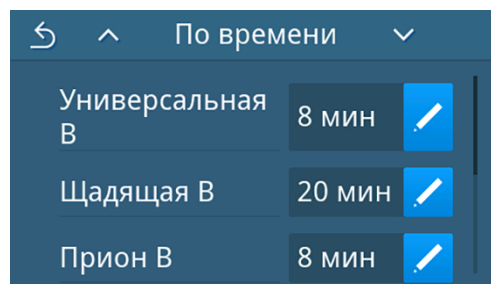 По времени
Универсальная 8 мин
В
Щадящая В 20 мин
Прион В 8 мин